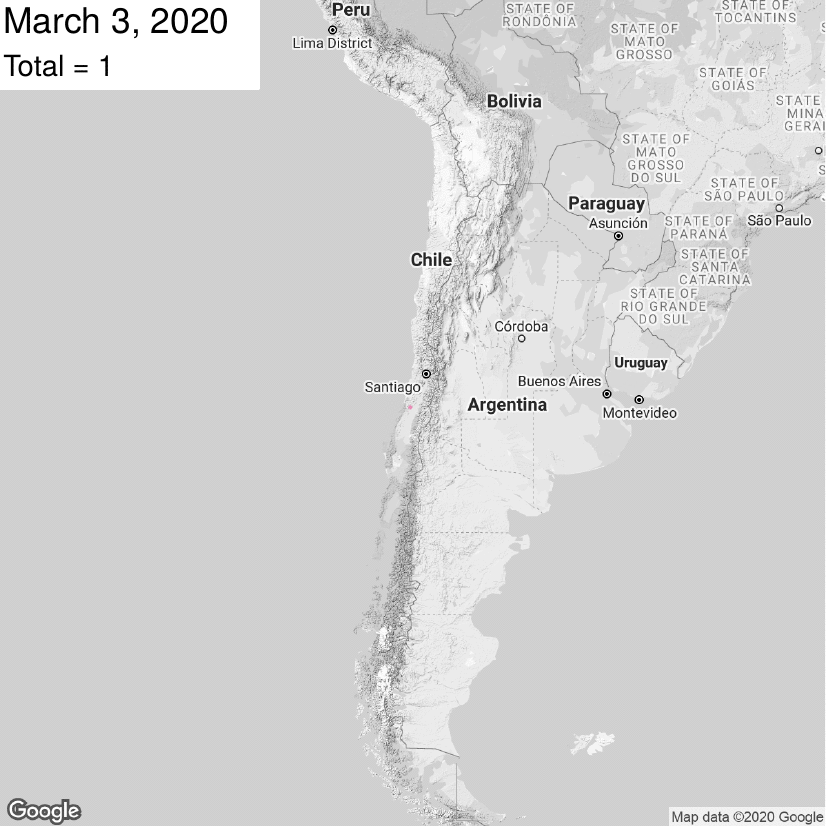 March 3, 2020
Total = 1
Peru
Lima District
STATE OF
RONDÔNIA
STATE OF
TOCANTINS
STATE OF
MATO
GROSSO
STATE OF
GOIÁS
STATE
MINA
GERAI
Bolivia
STATE OF
MATO
GROSSO
DO SUL
STATE OF
SÃO PAULO
São Paulo
Paraguay
Asunción
STATE OF
PARANÁ
STATE OF
SANTA
CATARINA
Chile
STATE OF
RIO GRANDE
DO SUL
Córdoba
Uruguay
Santiago
Buenos Aires
Argentina
Montevideo
Google
Map data ©2020 Google